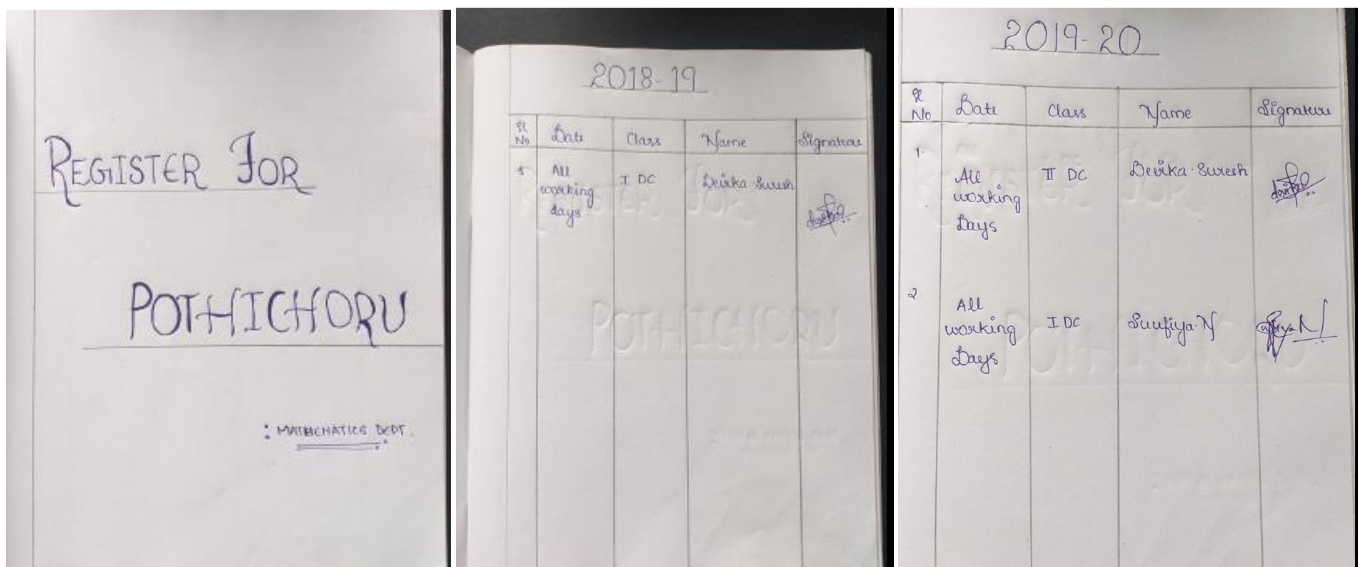 REGISTER FOR
POTHICHORU
: MATHEMATICS DEPT.
2018-19
Sl No Date Class Name Signature
1. All working days I DC Devika Suresh
2019-20
Sl No Date Class Name Signature
1. All working Days II DC Devika Suresh
2. All working Days I DC Suufiya N